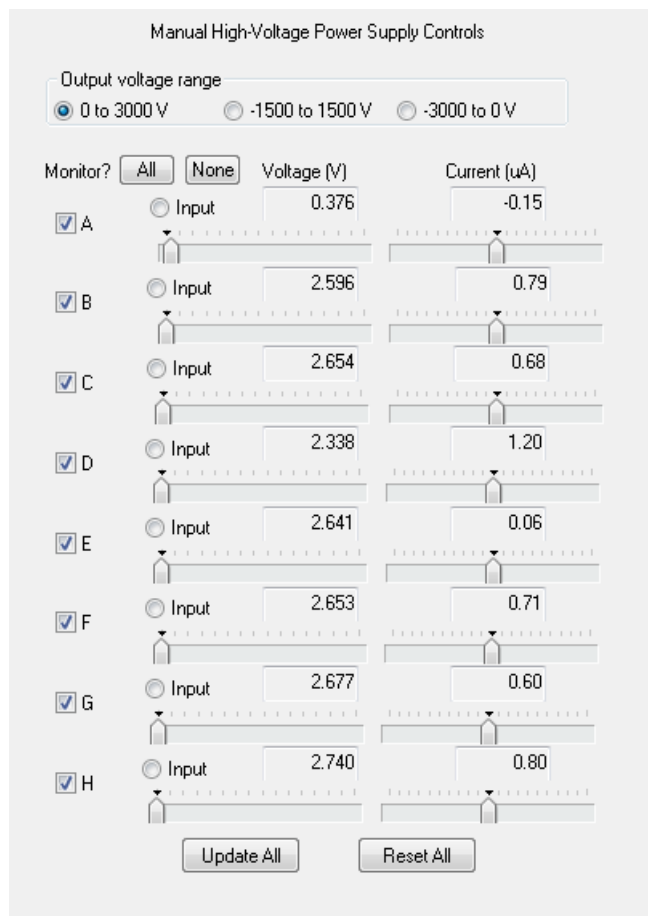 Manual High-Voltage Power Supply Controls
Output voltage range
0 to 3000 V -1500 to 1500 V -3000 to 0 V
Monitor? All None Voltage (V) Current (uA)
A Input 0.376 -0.15
B Input 2.596 0.79
C Input 2.654 0.68
D Input 2.338 1.20
E Input 2.641 0.06
F Input 2.653 0.71
G Input 2.677 0.60
H Input 2.740 0.80
Update All Reset All